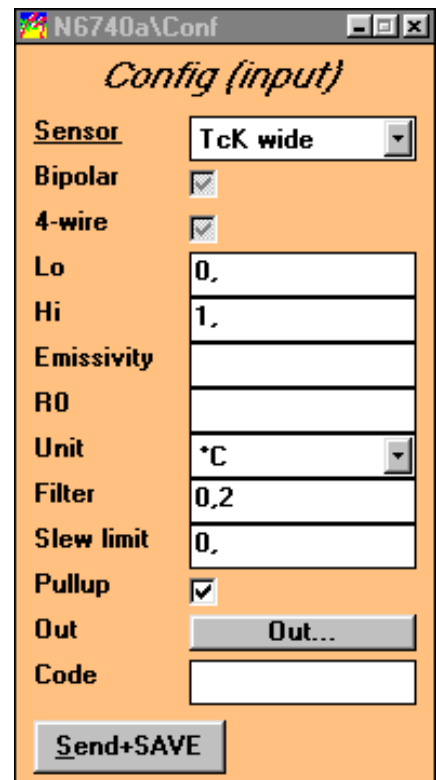 N6740a\Conf
Config (input)
Sensor TcK wide
Bipolar
4-wire
Lo 0,
Hi 1,
Emissivity
R0
Unit °C
Filter 0,2
Slew limit 0,
Pullup
Out Out...
Code
Send+SAVE